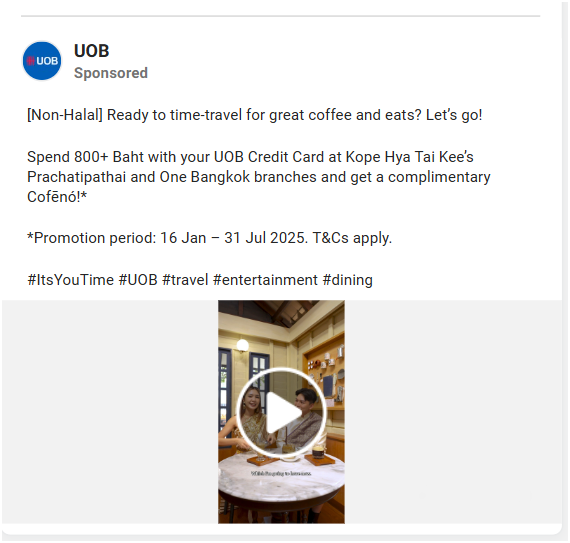 UOB
UOB
Sponsored
[Non-Halal] Ready to time-travel for great coffee and eats? Let’s go!
Spend 800+ Baht with your UOB Credit Card at Kope Hya Tai Kee’s
Prachatipathai and One Bangkok branches and get a complimentary
Cofēnó!*
*Promotion period: 16 Jan – 31 Jul 2025. T&Cs apply.
#ItsYouTime #UOB #travel #entertainment #dining